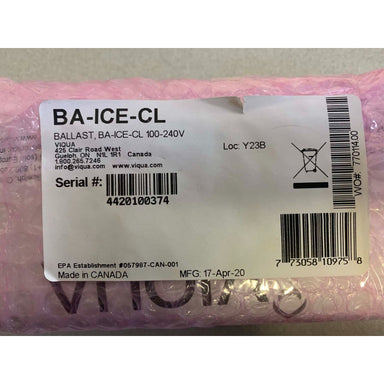 BA-ICE-CL
BALLAST, BA-ICE-CL 100-240V
VIQUA
425 Clair Road West
Guelph, ON N1L 1R1 Canada
1.800.265.7246
info@viqua.com www.viqua.com
Loc: Y23B
WO#: 77011400
Serial #:
4420100374
EPA Establishment #057987-CAN-001
Made in CANADA
MFG: 17-Apr-20
7 73058 10975 8
VIQUA